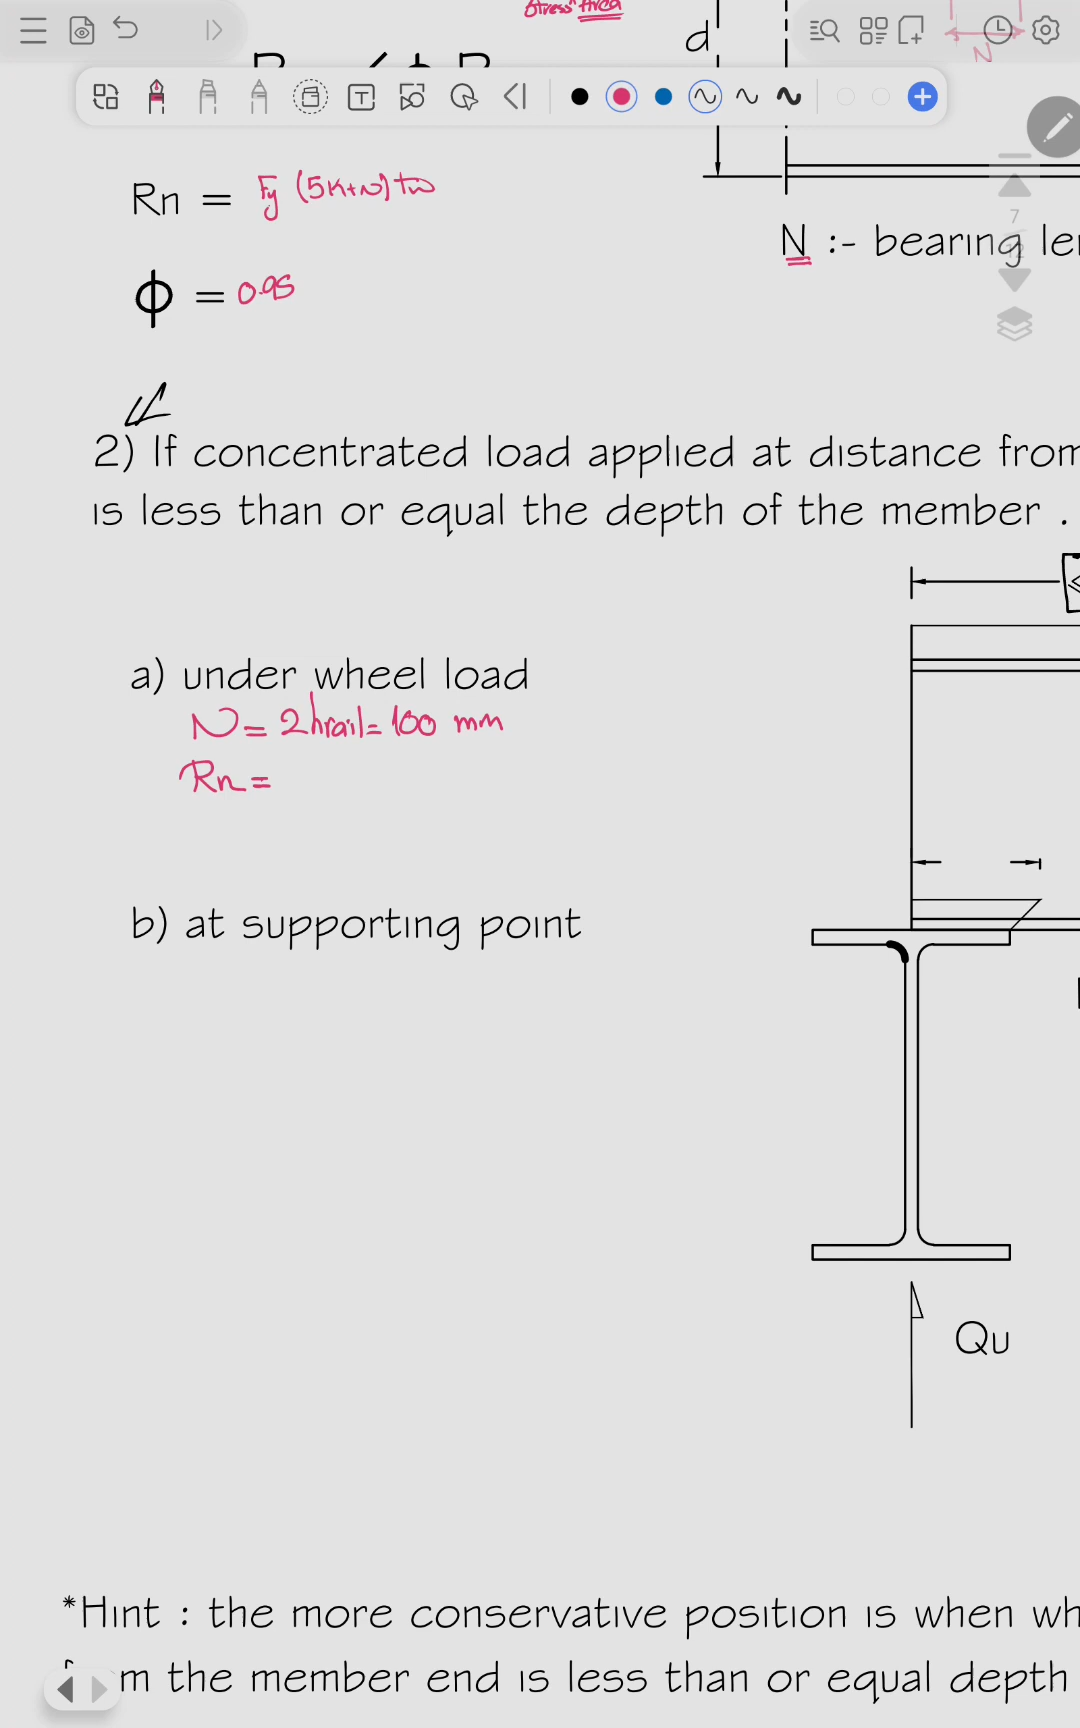 Stress Area
d
N
Rn = Fy (5K+N) tw
N :- bearing le
7
12
ϕ = 0.95
2) If concentrated load applied at distance from
is less than or equal the depth of the member .
a) under wheel load
N = 2hrail = 100 mm
Rn =
b) at supporting point
Qu
*Hint : the more conservative position is when wh
m the member end is less than or equal depth